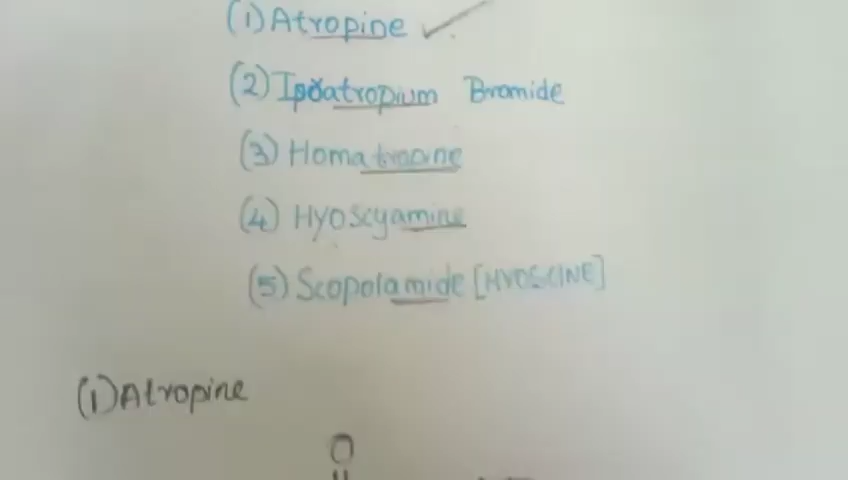 (1) Atropine
(2) Ipratropium Bromide
(3) Homatropine
(4) Hyoscyamine
(5) Scopolamide [HYOSCINE]
(1) Atropine
O